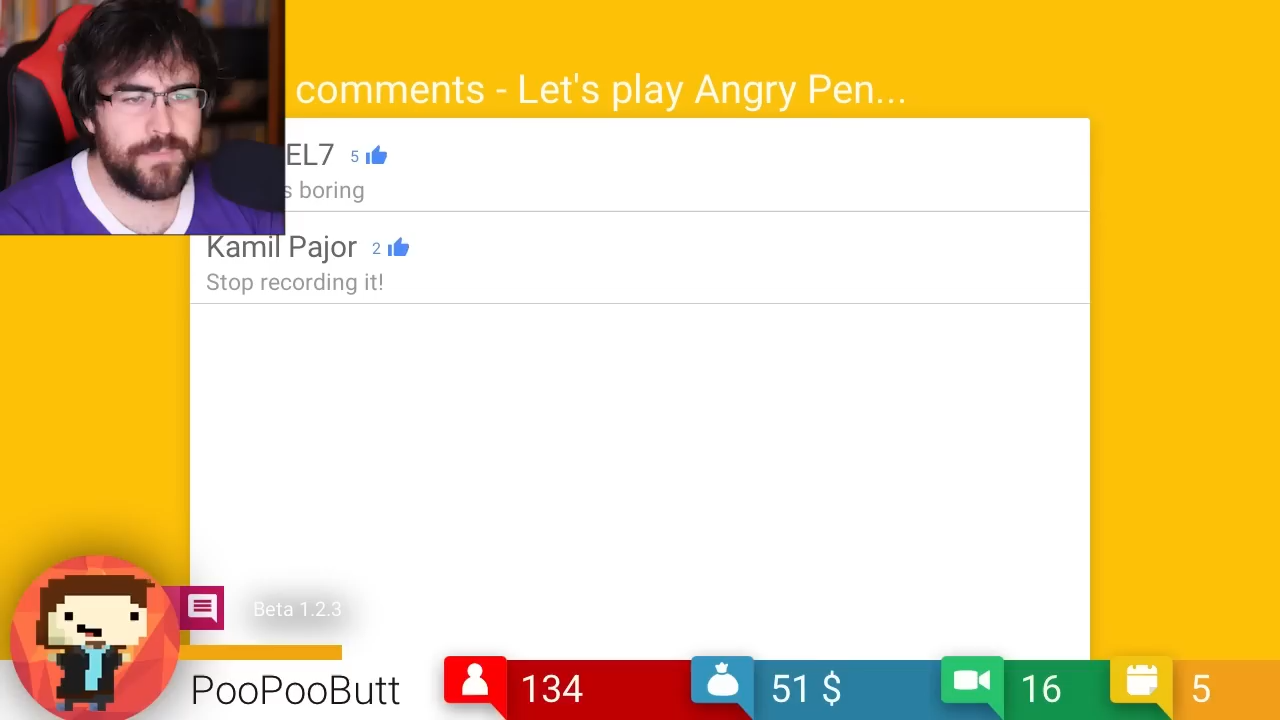 comments - Let's play Angry Pen...
EL7 5
s boring
Kamil Pajor 2
Stop recording it!
Beta 1.2.3
PooPooButt 134 51 $ 16 5